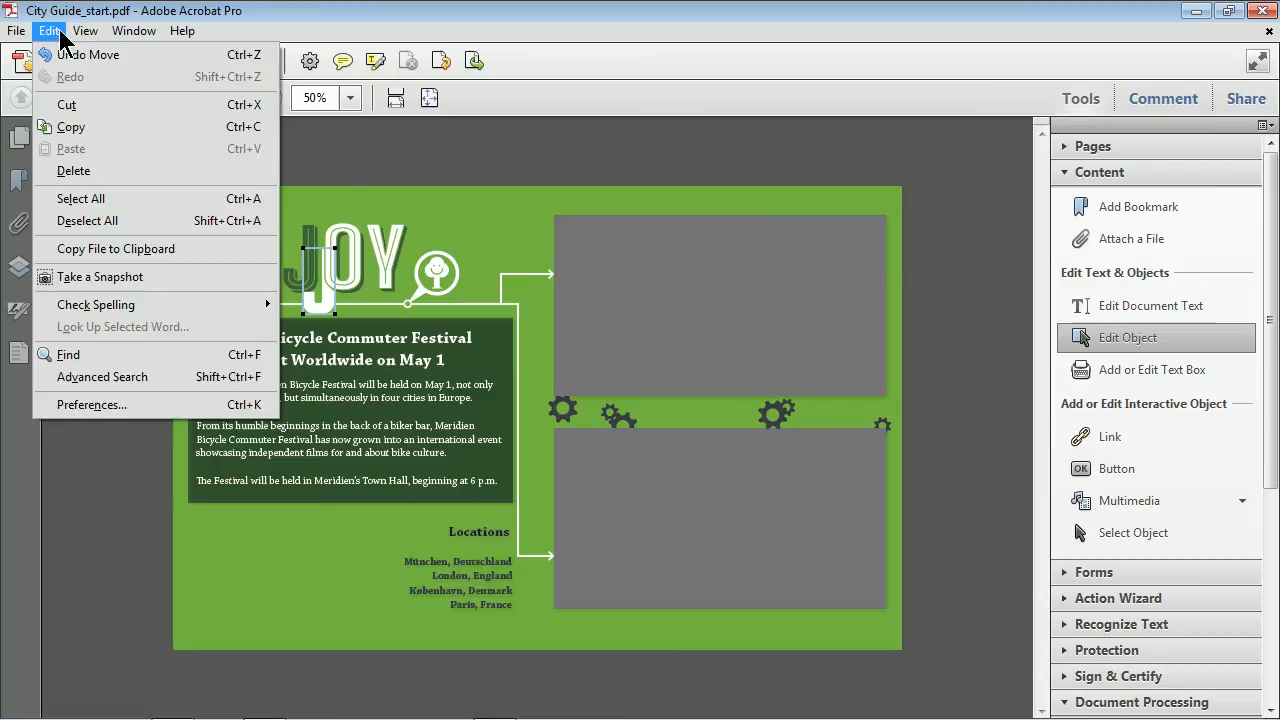 City Guide_start.pdf - Adobe Acrobat Pro
File Edit View Window Help
Undo Move Ctrl+Z
Redo Shift+Ctrl+Z
Cut Ctrl+X
Copy Ctrl+C
Paste Ctrl+V
Delete
Select All Ctrl+A
Deselect All Shift+Ctrl+A
Copy File to Clipboard
Take a Snapshot
Check Spelling
Look Up Selected Word...
Find Ctrl+F
Advanced Search Shift+Ctrl+F
Preferences... Ctrl+K
50%
Tools Comment Share
JOY
icycle Commuter Festival
t Worldwide on May 1
en Bicycle Festival will be held on May 1, not only
but simultaneously in four cities in Europe.
From its humble beginnings in the back of a biker bar, Meridien
Bicycle Commuter Festival has now grown into an international event
showcasing independent films for and about bike culture.
The Festival will be held in Meridien's Town Hall, beginning at 6 p.m.
Locations
München, Deutschland
London, England
København, Denmark
Paris, France
Pages
Content
Add Bookmark
Attach a File
Edit Text & Objects
Edit Document Text
Edit Object
Add or Edit Text Box
Add or Edit Interactive Object
Link
OK Button
Multimedia
Select Object
Forms
Action Wizard
Recognize Text
Protection
Sign & Certify
Document Processing